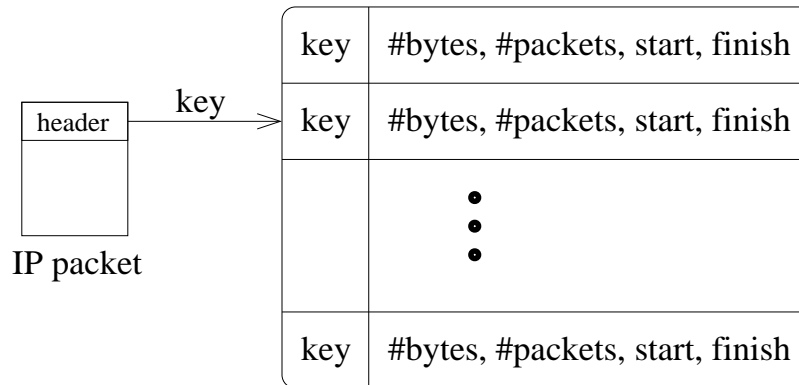 key #bytes, #packets, start, finish
key
header
key #bytes, #packets, start, finish
IP packet
key #bytes, #packets, start, finish